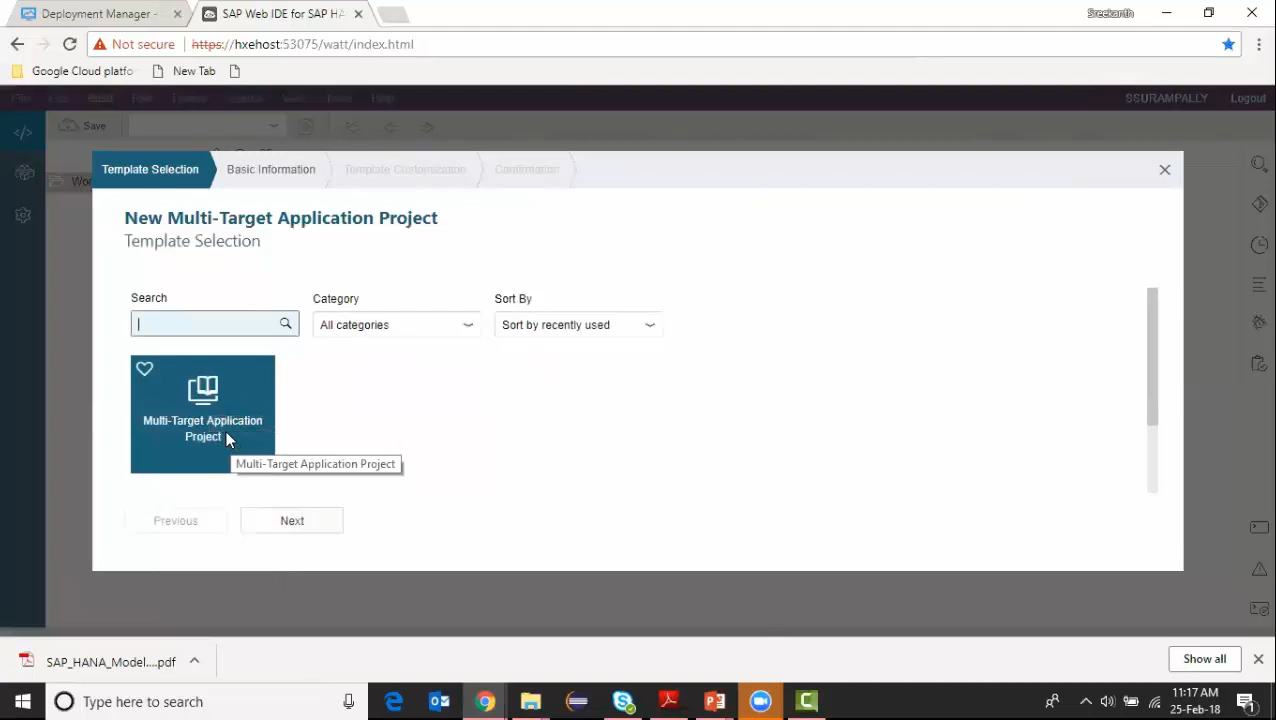 Deployment Manager -
SAP Web IDE for SAP HA
Sreekanth
Not secure
https://hxehost:53075/watt/index.html
Google Cloud platfo
New Tab
SSURAMPALLY
Logout
Save
Template Selection
Basic Information
Template Customization
Confirmation
New Multi-Target Application Project
Template Selection
Search
Category
Sort By
All categories
Sort by recently used
Multi-Target Application
Project
Multi-Target Application Project
Previous
Next
SAP_HANA_Model....pdf
Show all
Type here to search
11:17 AM
25-Feb-18
1